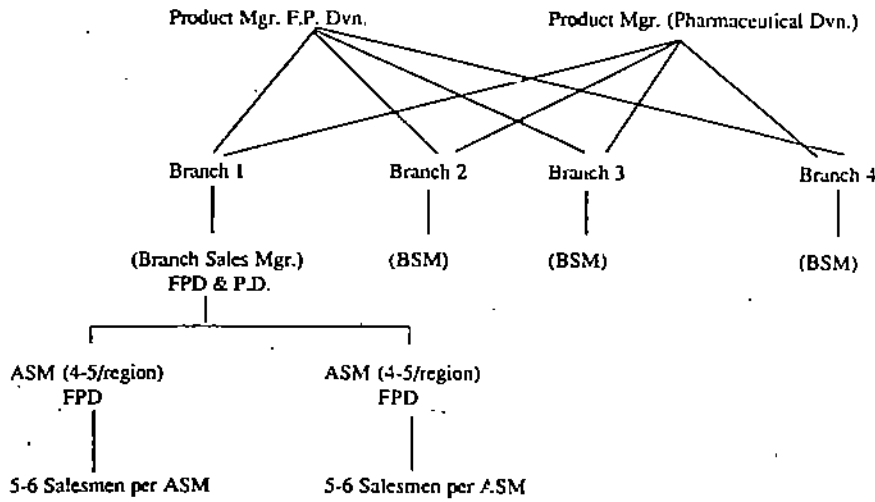 Product Mgr. F.P. Dvn.
Product Mgr. (Pharmaceutical Dvn.)
Branch 1
Branch 2
Branch 3
Branch 4
(Branch Sales Mgr.)
FPD & P.D.
(BSM)
(BSM)
(BSM)
ASM (4-5/region)
FPD
ASM (4-5/region)
FPD
5-6 Salesmen per ASM
5-6 Salesmen per ASM